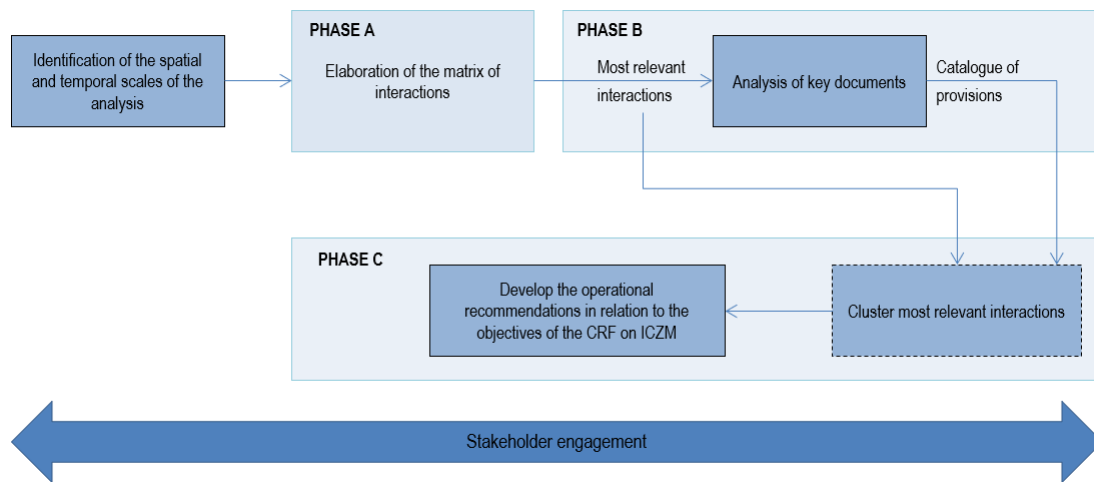 Identification of the spatial
and temporal scales of the
analysis
PHASE A
Elaboration of the matrix of
interactions
PHASE B
Most relevant
interactions
Analysis of key documents
Catalogue of
provisions
PHASE C
Develop the operational
recommendations in relation to the
objectives of the CRF on ICZM
Cluster most relevant interactions
Stakeholder engagement